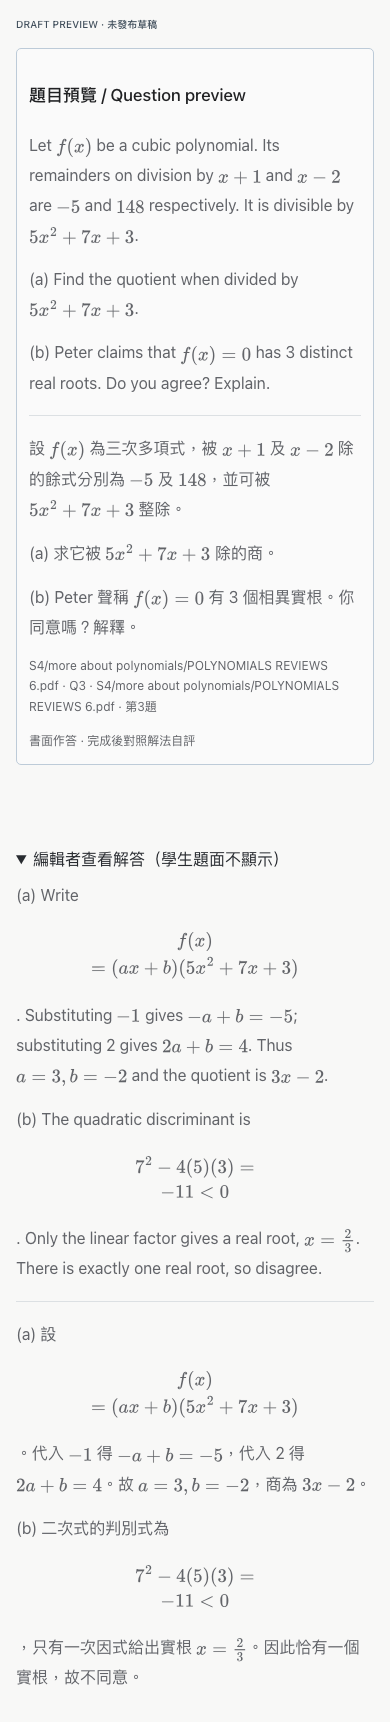 DRAFT PREVIEW · 未發布草稿
題目預覽 / Question preview
Let f(x) be a cubic polynomial. Its
remainders on division by x + 1 and x − 2
are −5 and 148 respectively. It is divisible by
5x² + 7x + 3.
(a) Find the quotient when divided by
5x² + 7x + 3.
(b) Peter claims that f(x) = 0 has 3 distinct
real roots. Do you agree? Explain.
設 f(x) 為三次多項式，被 x + 1 及 x − 2 除
的餘式分別為 −5 及 148，並可被
5x² + 7x + 3 整除。
(a) 求它被 5x² + 7x + 3 除的商。
(b) Peter 聲稱 f(x) = 0 有 3 個相異實根。你
同意嗎？解釋。
S4/more about polynomials/POLYNOMIALS REVIEWS
6.pdf · Q3 · S4/more about polynomials/POLYNOMIALS
REVIEWS 6.pdf · 第3題
書面作答 · 完成後對照解法自評
▼ 編輯者查看解答（學生題面不顯示）
(a) Write
f(x)
= (ax + b)(5x² + 7x + 3)
. Substituting −1 gives −a + b = −5;
substituting 2 gives 2a + b = 4. Thus
a = 3, b = −2 and the quotient is 3x − 2.
(b) The quadratic discriminant is
7² − 4(5)(3) =
−11 < 0
. Only the linear factor gives a real root, x = 2/3.
There is exactly one real root, so disagree.
(a) 設
f(x)
= (ax + b)(5x² + 7x + 3)
。代入 −1 得 −a + b = −5，代入 2 得
2a + b = 4。故 a = 3, b = −2，商為 3x − 2。
(b) 二次式的判別式為
7² − 4(5)(3) =
−11 < 0
，只有一次因式給出實根 x = 2/3。因此恰有一個
實根，故不同意。